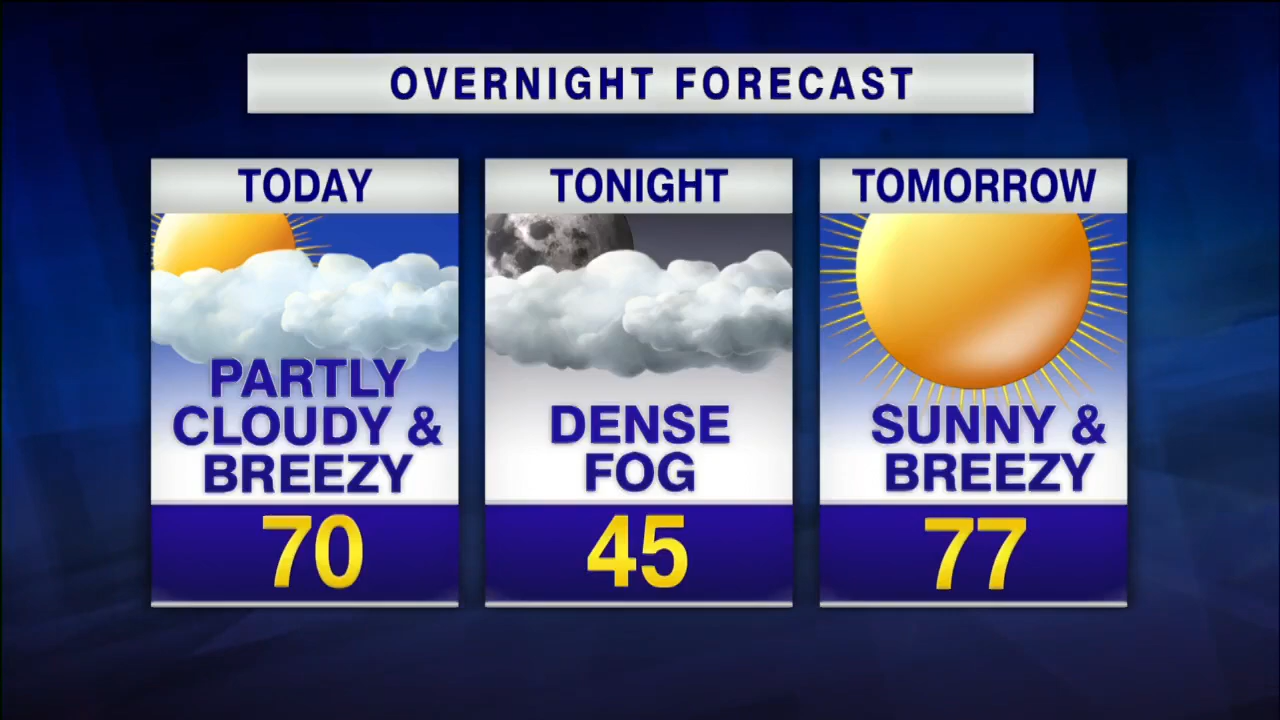 OVERNIGHT FORECAST
TODAY
PARTLY
CLOUDY &
BREEZY
70
TONIGHT
DENSE
FOG
45
TOMORROW
SUNNY &
BREEZY
77